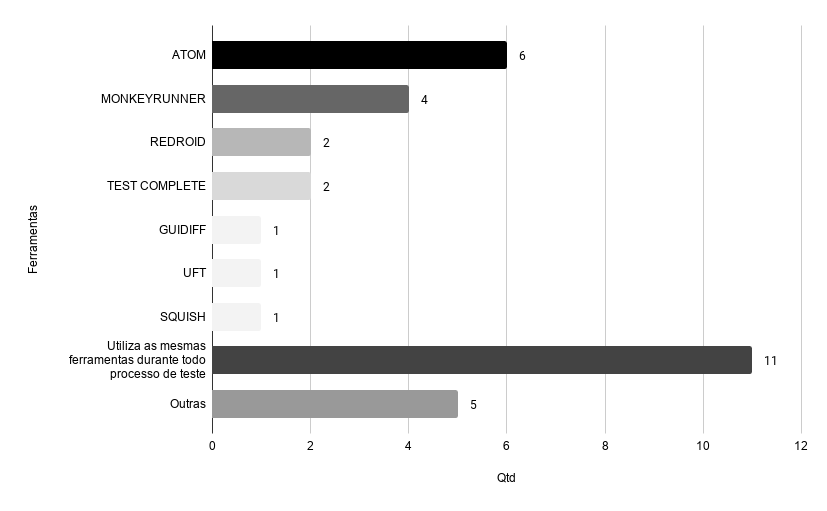 ATOM 6
MONKEYRUNNER 4
REDROID 2
TEST COMPLETE 2
GUIDIFF 1
UFT 1
SQUISH 1
Utiliza as mesmas
ferramentas durante todo 11
processo de teste
Outras 5
Ferramentas
0 2 4 6 8 10 12
Qtd